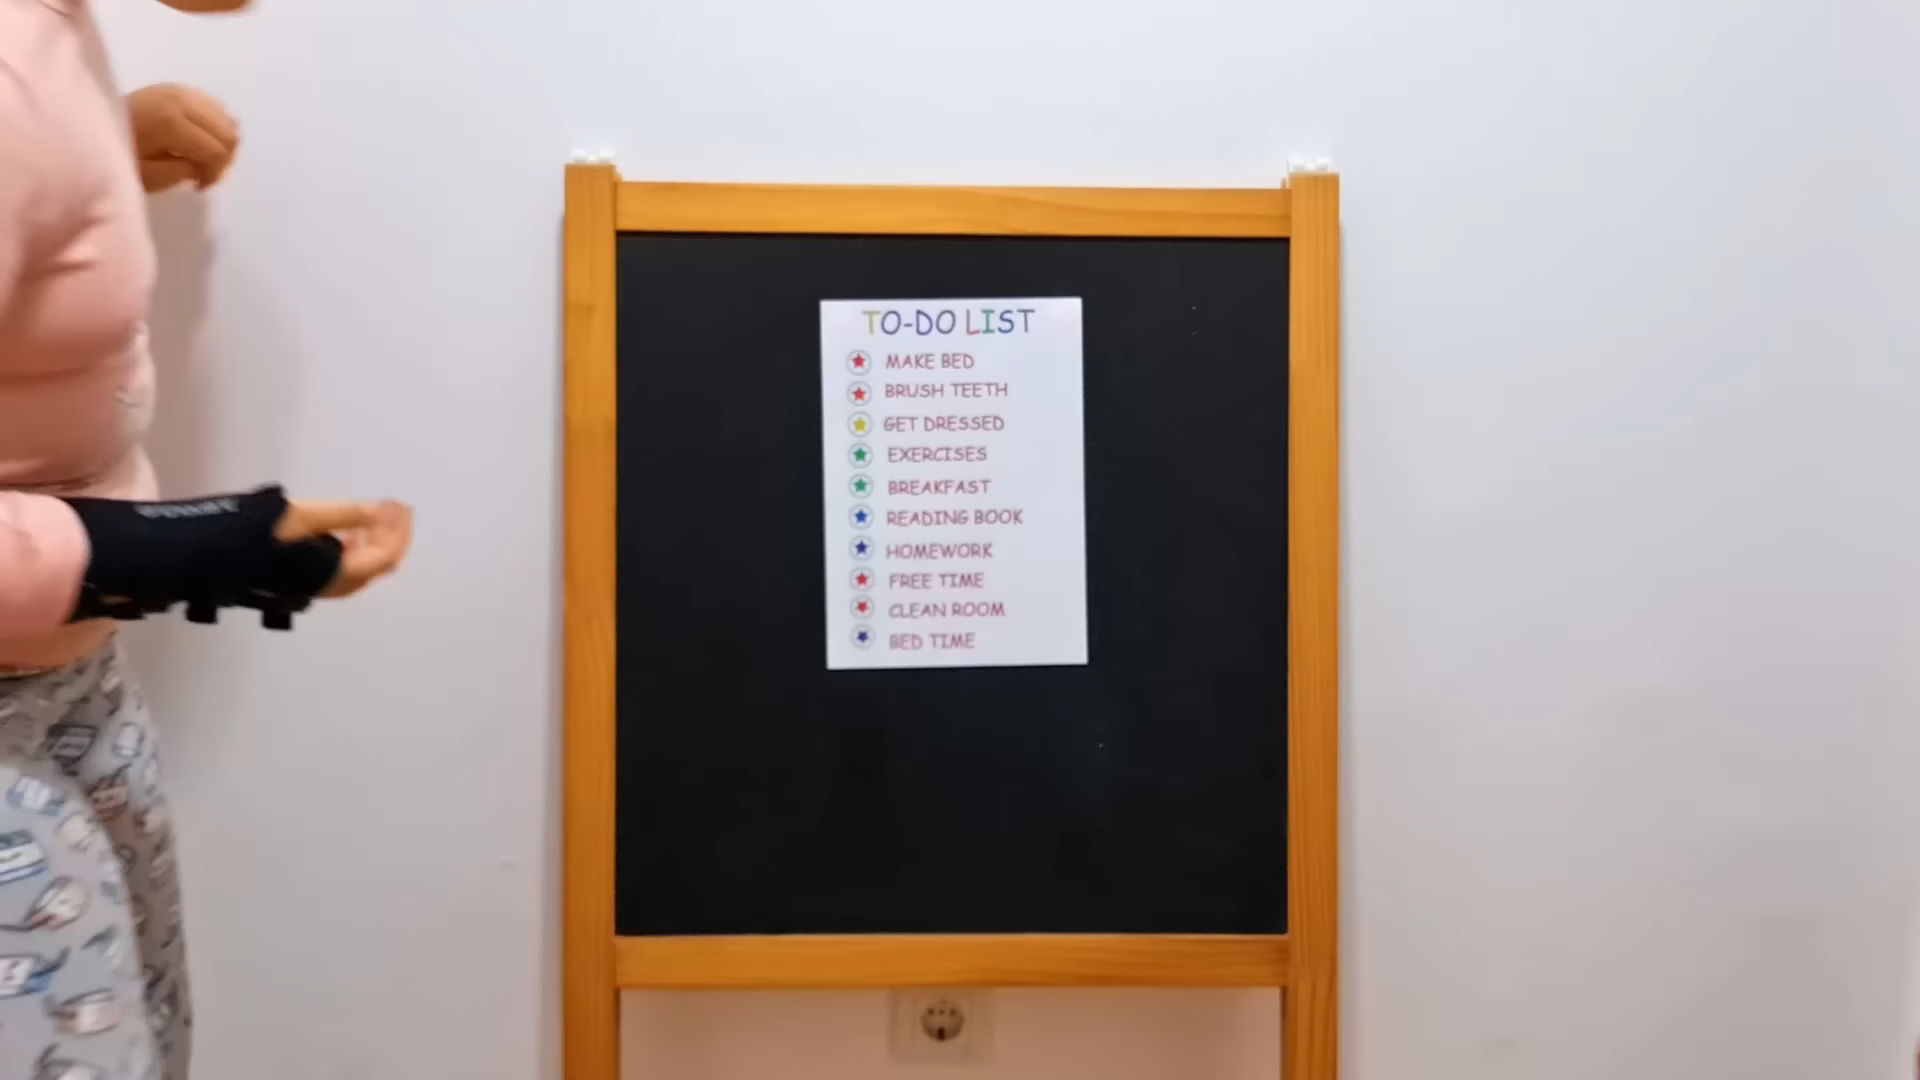 TO-DO LIST
MAKE BED
BRUSH TEETH
GET DRESSED
EXERCISES
BREAKFAST
READING BOOK
HOMEWORK
FREE TIME
CLEAN ROOM
BED TIME